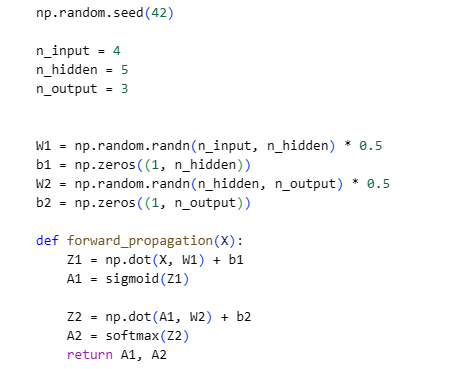 np.random.seed(42)
n_input = 4
n_hidden = 5
n_output = 3
W1 = np.random.randn(n_input, n_hidden) * 0.5
b1 = np.zeros((1, n_hidden))
W2 = np.random.randn(n_hidden, n_output) * 0.5
b2 = np.zeros((1, n_output))
def forward_propagation(X):
    Z1 = np.dot(X, W1) + b1
    A1 = sigmoid(Z1)
    Z2 = np.dot(A1, W2) + b2
    A2 = softmax(Z2)
    return A1, A2